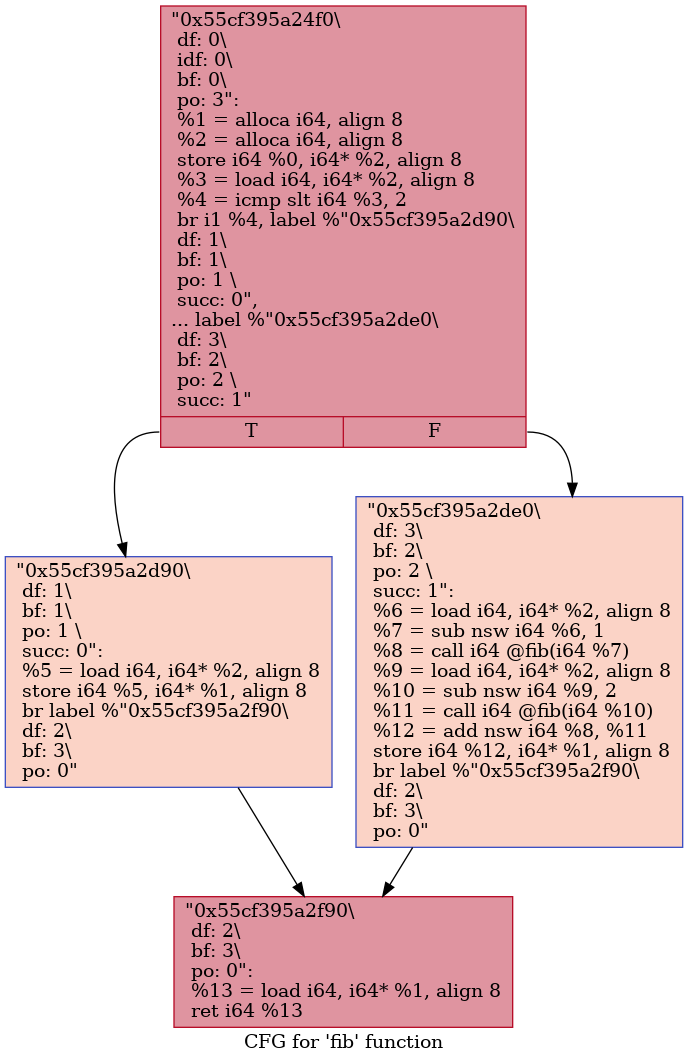 "0x55cf395a24f0\
df: 0\
idf: 0\
bf: 0\
po: 3":
%1 = alloca i64, align 8
%2 = alloca i64, align 8
store i64 %0, i64* %2, align 8
%3 = load i64, i64* %2, align 8
%4 = icmp slt i64 %3, 2
br i1 %4, label %"0x55cf395a2d90\
df: 1\
bf: 1\
po: 1 \
succ: 0",
... label %"0x55cf395a2de0\
df: 3\
bf: 2\
po: 2 \
succ: 1"
T
F
"0x55cf395a2d90\
df: 1\
bf: 1\
po: 1 \
succ: 0":
%5 = load i64, i64* %2, align 8
store i64 %5, i64* %1, align 8
br label %"0x55cf395a2f90\
df: 2\
bf: 3\
po: 0"
"0x55cf395a2de0\
df: 3\
bf: 2\
po: 2 \
succ: 1":
%6 = load i64, i64* %2, align 8
%7 = sub nsw i64 %6, 1
%8 = call i64 @fib(i64 %7)
%9 = load i64, i64* %2, align 8
%10 = sub nsw i64 %9, 2
%11 = call i64 @fib(i64 %10)
%12 = add nsw i64 %8, %11
store i64 %12, i64* %1, align 8
br label %"0x55cf395a2f90\
df: 2\
bf: 3\
po: 0"
"0x55cf395a2f90\
df: 2\
bf: 3\
po: 0":
%13 = load i64, i64* %1, align 8
ret i64 %13
CFG for 'fib' function